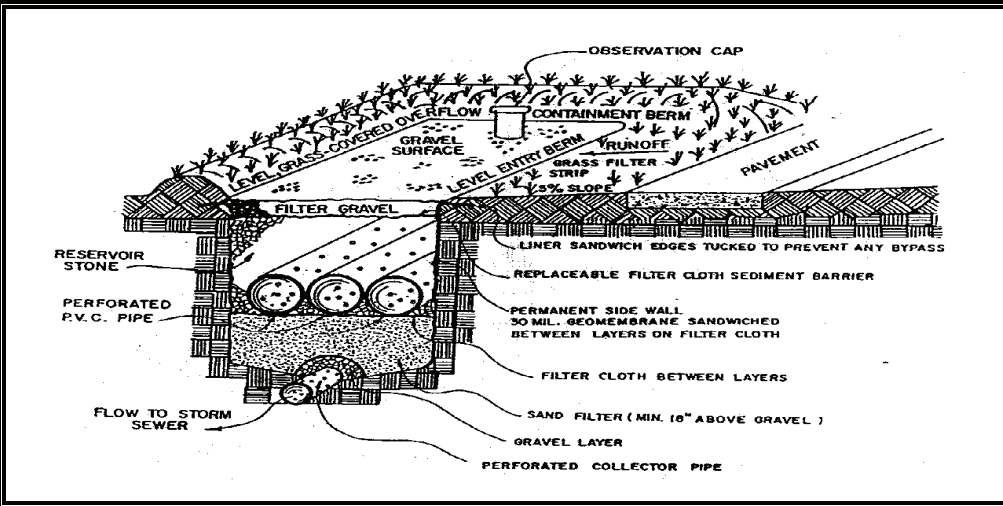 OBSERVATION CAP
LEVEL, GRASS COVERED OVERFLOW
CONTAINMENT BERM
GRAVEL
SURFACE
LEVEL ENTRY BERM
RUNOFF
GRASS FILTER
STRIP
5% SLOPE
PAVEMENT
FILTER GRAVEL
LINER SANDWICH EDGES TUCKED TO PREVENT ANY BYPASS
RESERVOIR
STONE
REPLACEABLE FILTER CLOTH SEDIMENT BARRIER
PERFORATED
P.V.C. PIPE
PERMANENT SIDE WALL
30 MIL. GEOMEMBRANE SANDWICHED
BETWEEN LAYERS ON FILTER CLOTH
FILTER CLOTH BETWEEN LAYERS
FLOW TO STORM
SEWER
SAND FILTER (MIN. 18" ABOVE GRAVEL)
GRAVEL LAYER
PERFORATED COLLECTOR PIPE